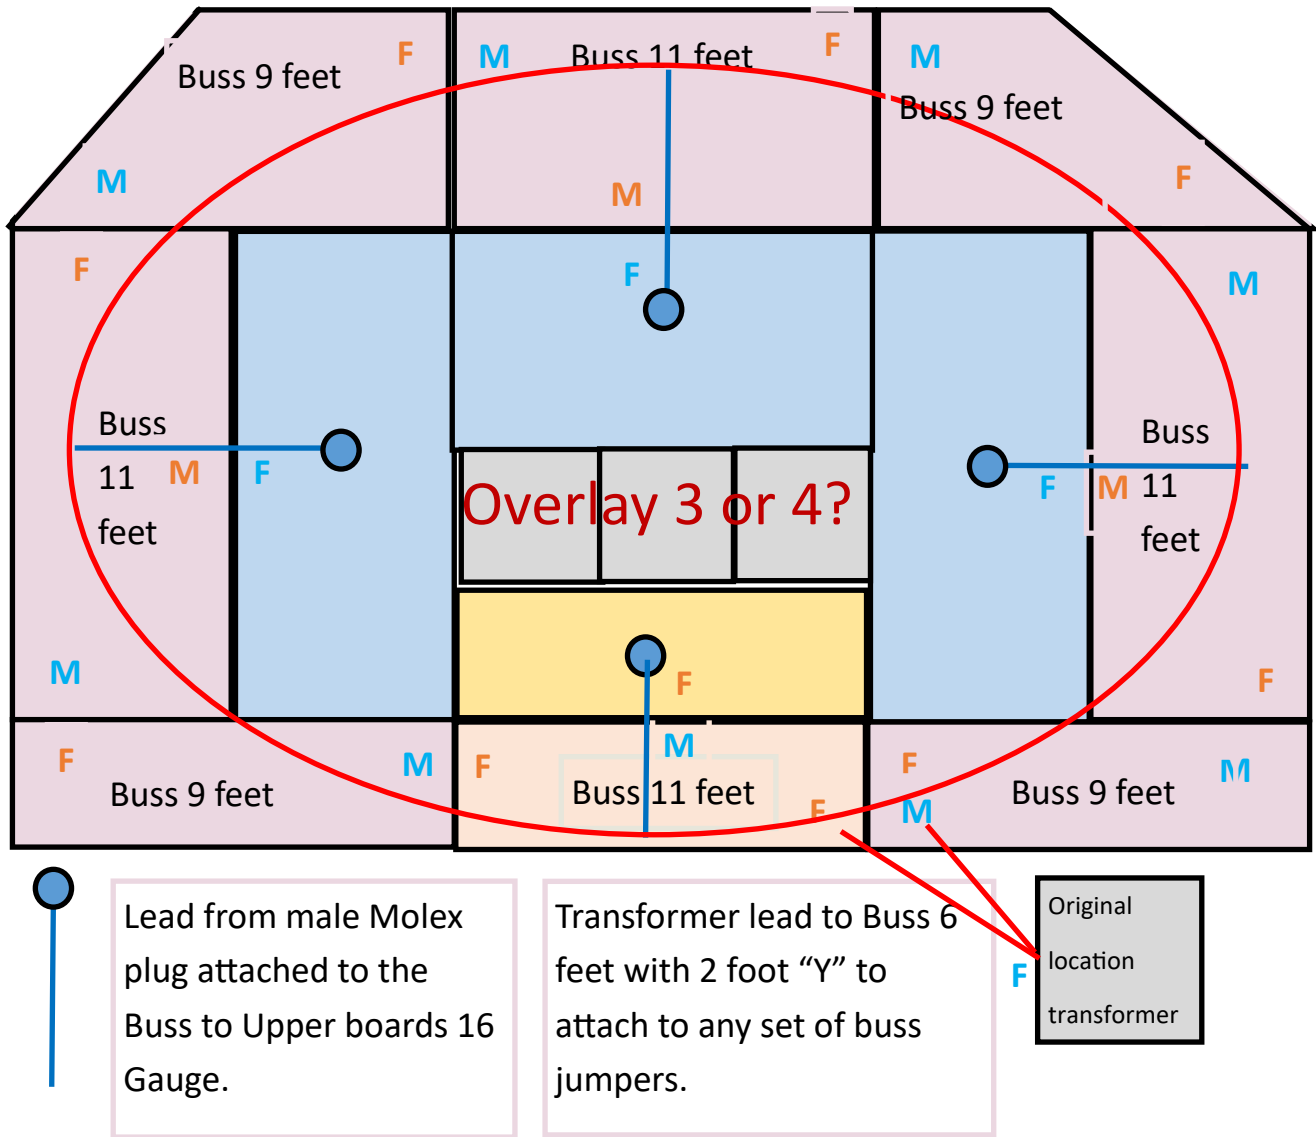 F M F M
Buss 9 feet
Buss 11 feet
Buss 9 feet
M
M
F
F
F
M
Buss
11
feet
M F
F M
Buss
11
feet
Overlay 3 or 4?
M
F
F
F
Buss 9 feet
M
F
M
Buss 11 feet
F
F
M
Buss 9 feet
M
Lead from male Molex
plug attached to the
Buss to Upper boards 16
Gauge.
Transformer lead to Buss 6
feet with 2 foot “Y” to
attach to any set of buss
jumpers.
F
Original
location
transformer